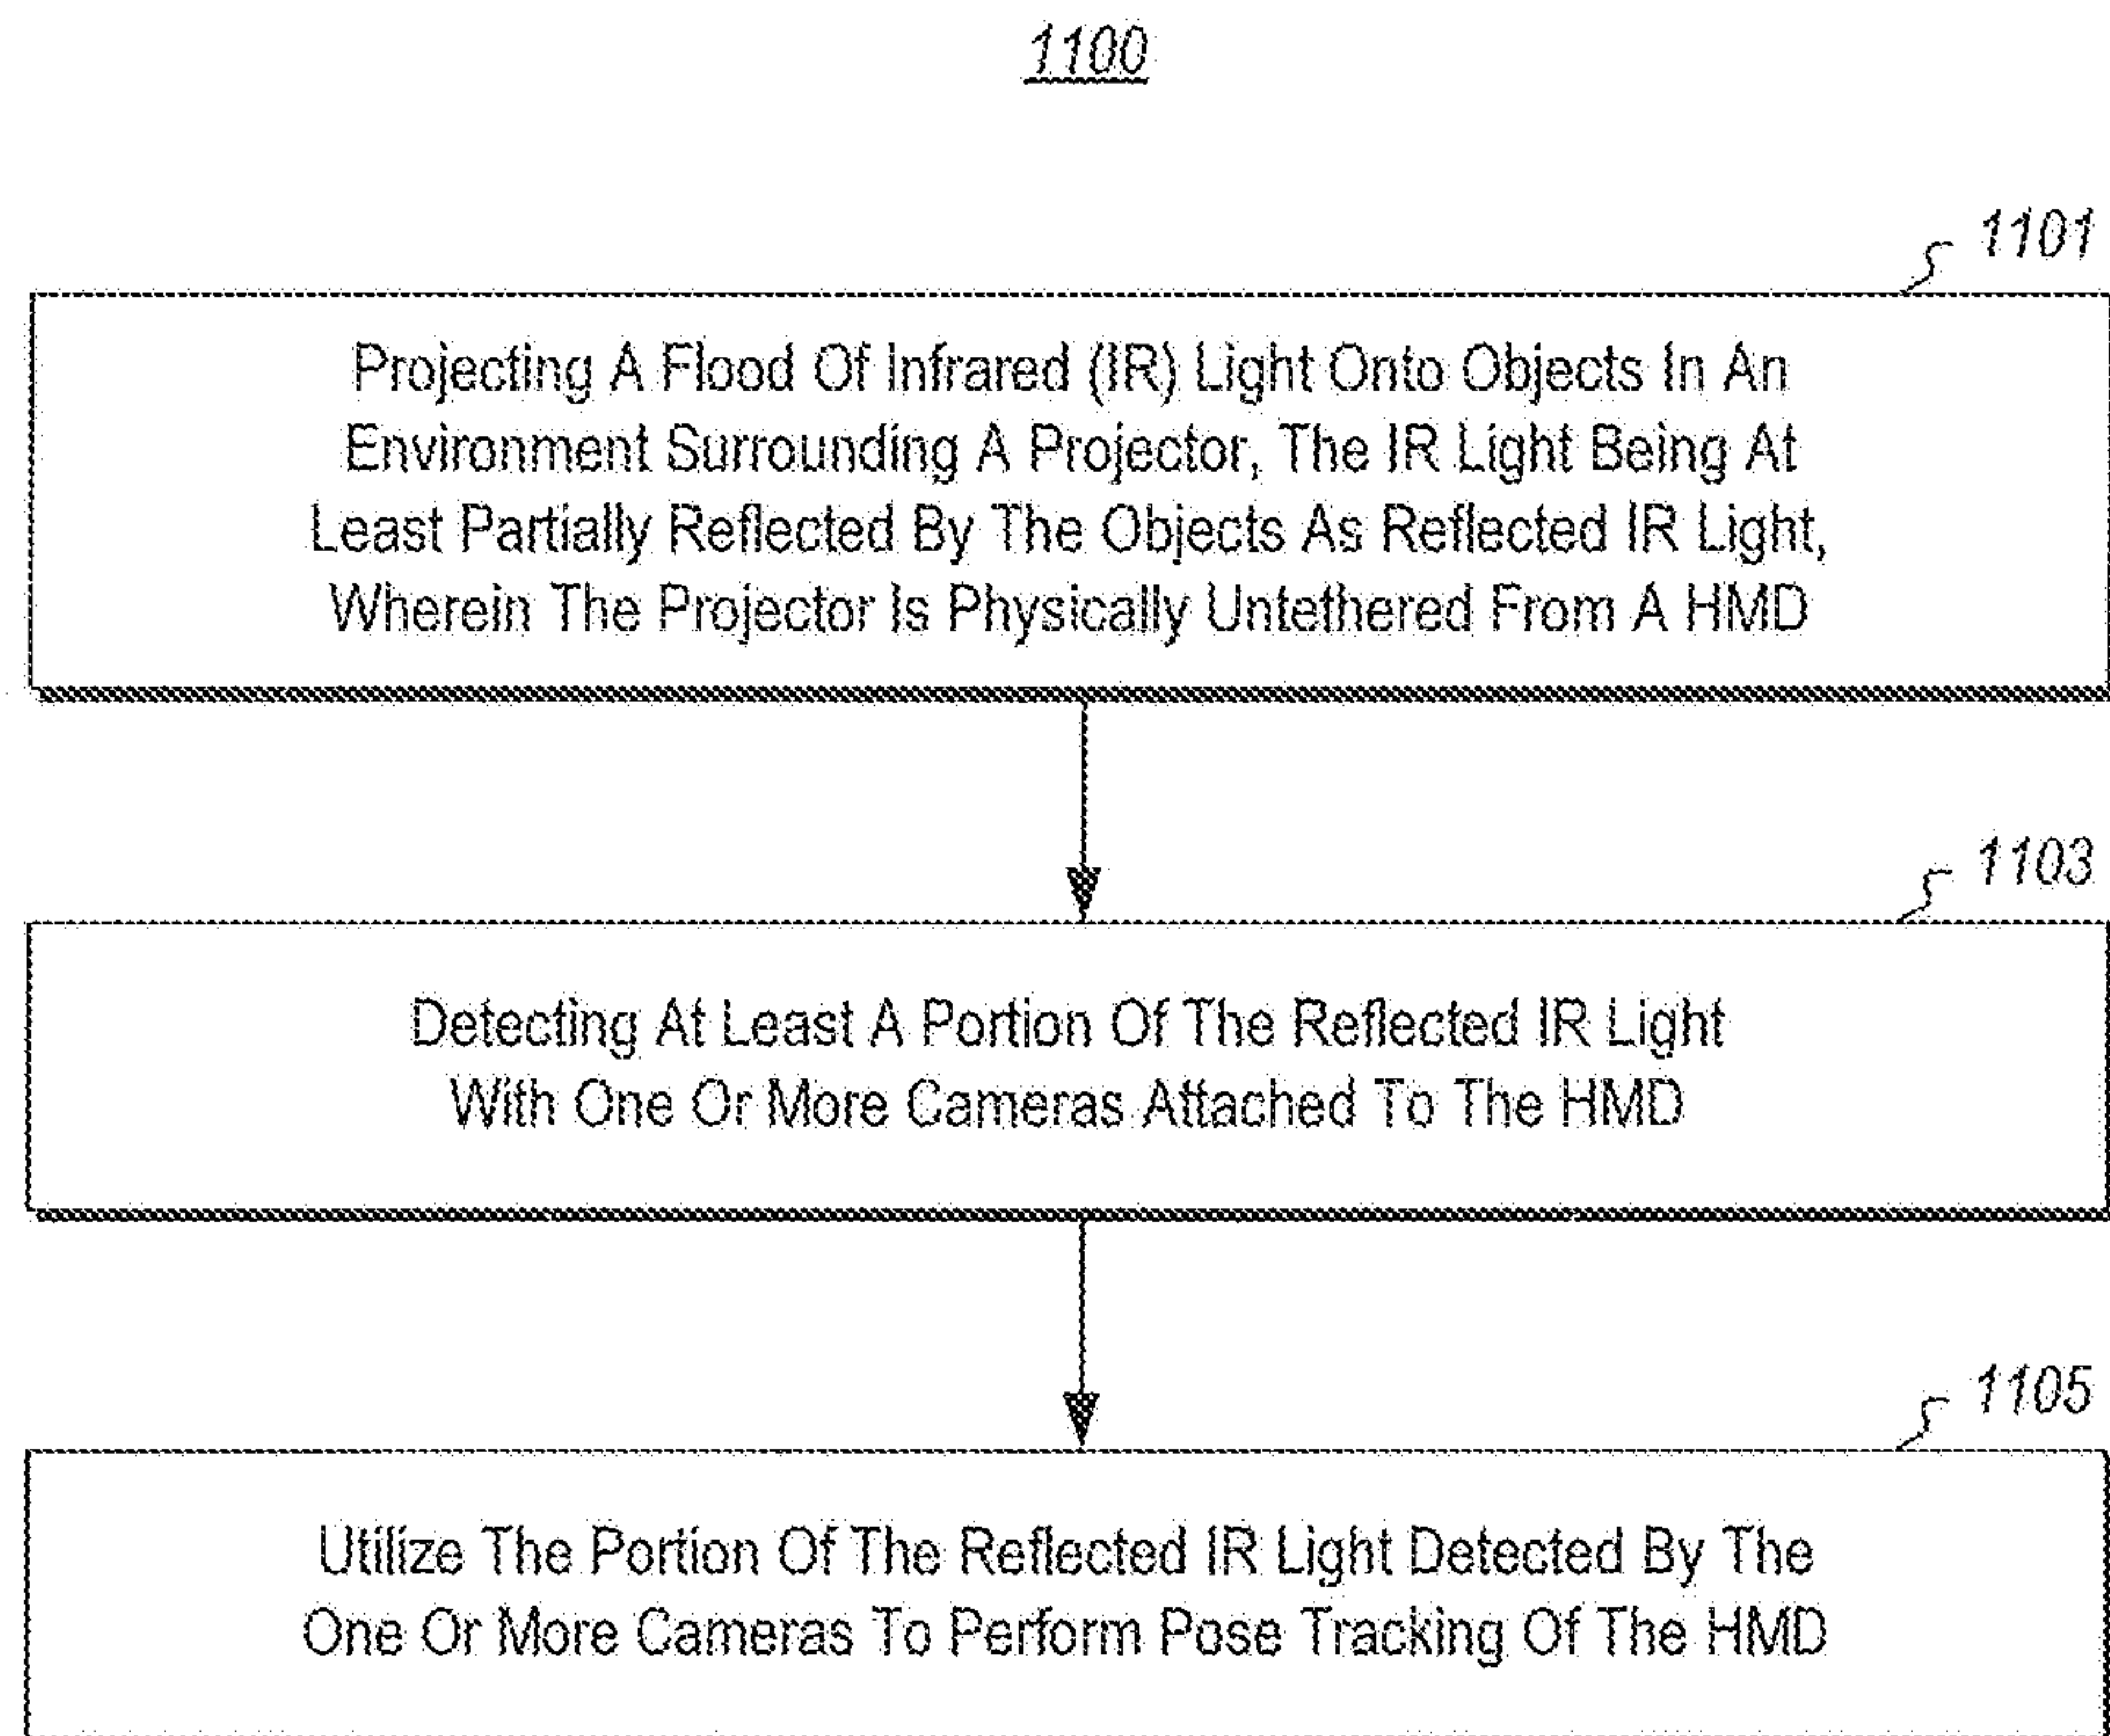 1100
1101
Projecting A Flood Of Infrared (IR) Light Onto Objects In An
Environment Surrounding A Projector, The IR Light Being At
Least Partially Reflected By The Objects As Reflected IR Light,
Wherein The Projector Is Physically Untethered From A HMD
1103
Detecting At Least A Portion Of The Reflected IR Light
With One Or More Cameras Attached To The HMD
1105
Utilize The Portion Of The Reflected IR Light Detected By The
One Or More Cameras To Perform Pose Tracking Of The HMD